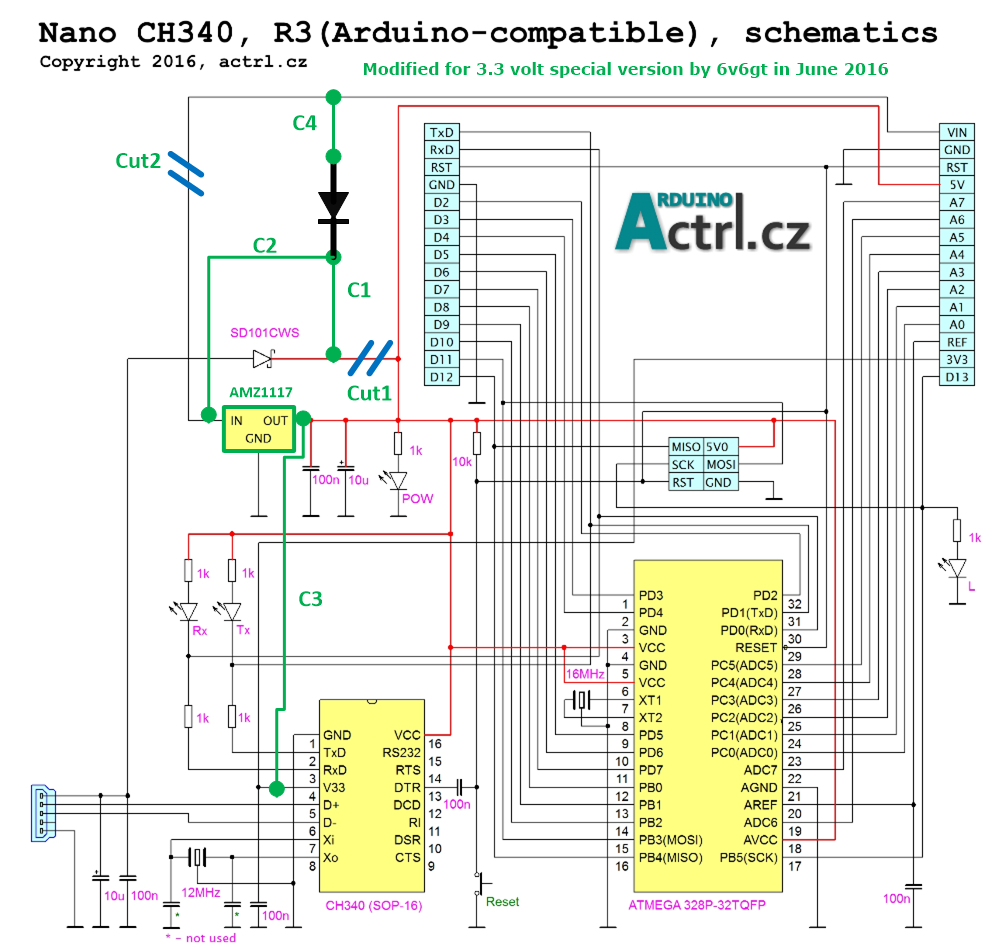 Nano CH340, R3(Arduino-compatible), schematics
Copyright 2016, actrl.cz
Modified for 3.3 volt special version by 6v6gt in June 2016
C4
Cut2
C2
C1
SD101CWS
Cut1
AMZ1117
IN OUT
GND
100n
10u
1k
POW
10k
TxD
RxD
RST
GND
D2
D3
D4
D5
D6
D7
D8
D9
D10
D11
D12
ARDUINO
Actrl.cz
VIN
GND
RST
5V
A7
A6
A5
A4
A3
A2
A1
A0
REF
3V3
D13
MISO 5V0
SCK MOSI
RST GND
1k
L
1k
1k
Rx
Tx
C3
1k
1k
GND VCC
1 16
TxD RS232
2 15
RxD RTS
3 14
V33 DTR
4 13
D+ DCD
5 12
D- RI
6 11
Xi DSR
7 10
Xo CTS
8 9
CH340 (SOP-16)
100n
Reset
10u
100n
12MHz
*
*
100n
* - not used
16MHz
PD3 PD2
1 32
PD4 PD1(TxD)
2 31
GND PD0(RxD)
3 30
VCC RESET
4 29
GND PC5(ADC5)
5 28
VCC PC4(ADC4)
6 27
XT1 PC3(ADC3)
7 26
XT2 PC2(ADC2)
8 25
PD5 PC1(ADC1)
9 24
PD6 PC0(ADC0)
10 23
PD7 ADC7
11 22
PB0 AGND
12 21
PB1 AREF
13 20
PB2 ADC6
14 19
PB3(MOSI) AVCC
15 18
PB4(MISO) PB5(SCK)
16 17
ATMEGA 328P-32TQFP
100n